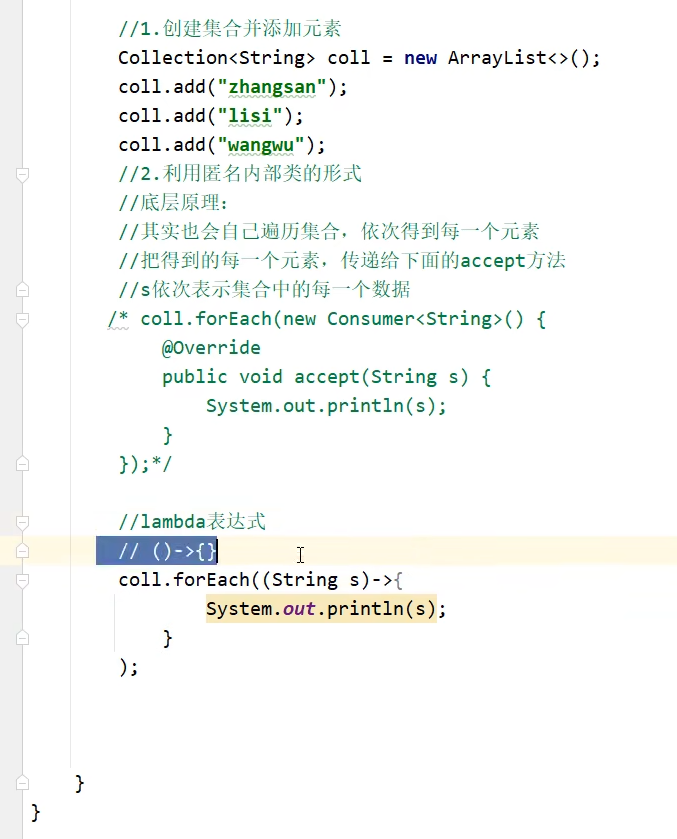 //1.创建集合并添加元素
Collection<String> coll = new ArrayList<>();
coll.add("zhangsan");
coll.add("lisi");
coll.add("wangwu");
//2.利用匿名内部类的形式
//底层原理：
//其实也会自己遍历集合，依次得到每一个元素
//把得到的每一个元素，传递给下面的accept方法
//s依次表示集合中的每一个数据
/* coll.forEach(new Consumer<String>() {
@Override
public void accept(String s) {
System.out.println(s);
}
});*/
//lambda表达式
// ()->{}
coll.forEach((String s)->{
System.out.println(s);
}
);
}
}